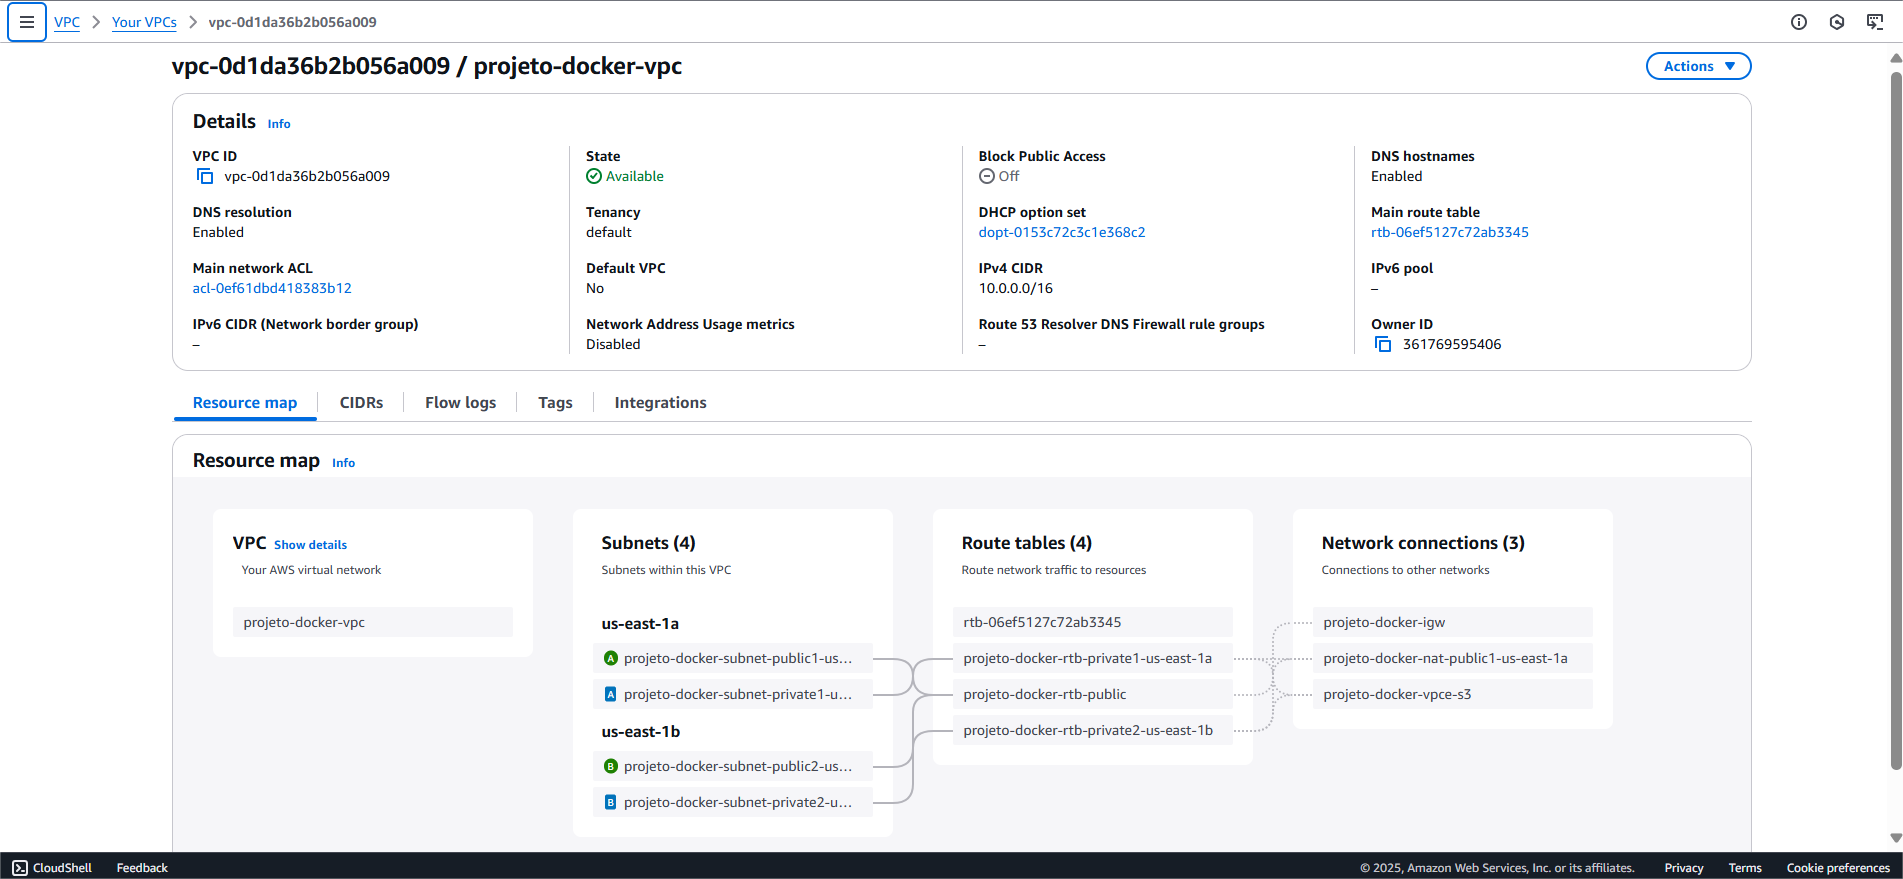 VPC > Your VPCs > vpc-0d1da36b2b056a009
vpc-0d1da36b2b056a009 / projeto-docker-vpc
Actions
Details Info
VPC ID
vpc-0d1da36b2b056a009
State
Available
Block Public Access
Off
DNS hostnames
Enabled
DNS resolution
Enabled
Tenancy
default
DHCP option set
dopt-0153c72c3c1e368c2
Main route table
rtb-06ef5127c72ab3345
Main network ACL
acl-0ef61dbd418383b12
Default VPC
No
IPv4 CIDR
10.0.0.0/16
IPv6 pool
–
IPv6 CIDR (Network border group)
–
Network Address Usage metrics
Disabled
Route 53 Resolver DNS Firewall rule groups
–
Owner ID
361769595406
Resource map
CIDRs
Flow logs
Tags
Integrations
Resource map Info
VPC Show details
Your AWS virtual network
projeto-docker-vpc
Subnets (4)
Subnets within this VPC
us-east-1a
A projeto-docker-subnet-public1-us...
A projeto-docker-subnet-private1-u...
us-east-1b
B projeto-docker-subnet-public2-us...
B projeto-docker-subnet-private2-u...
Route tables (4)
Route network traffic to resources
rtb-06ef5127c72ab3345
projeto-docker-rtb-private1-us-east-1a
projeto-docker-rtb-public
projeto-docker-rtb-private2-us-east-1b
Network connections (3)
Connections to other networks
projeto-docker-igw
projeto-docker-nat-public1-us-east-1a
projeto-docker-vpce-s3
CloudShell
Feedback
© 2025, Amazon Web Services, Inc. or its affiliates.
Privacy
Terms
Cookie preferences